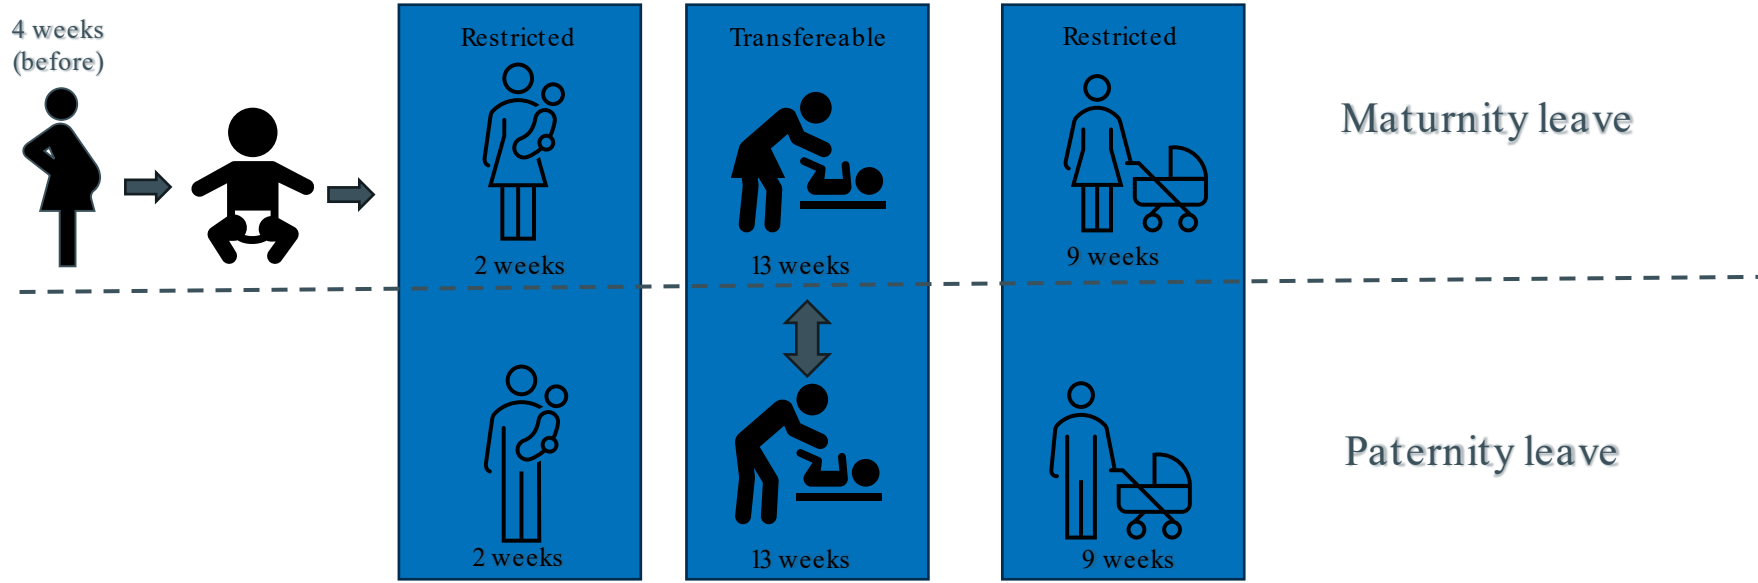 4 weeks
(before)
Restricted
2 weeks
Transfereable
13 weeks
Restricted
9 weeks
Maturnity leave
2 weeks
13 weeks
9 weeks
Paternity leave